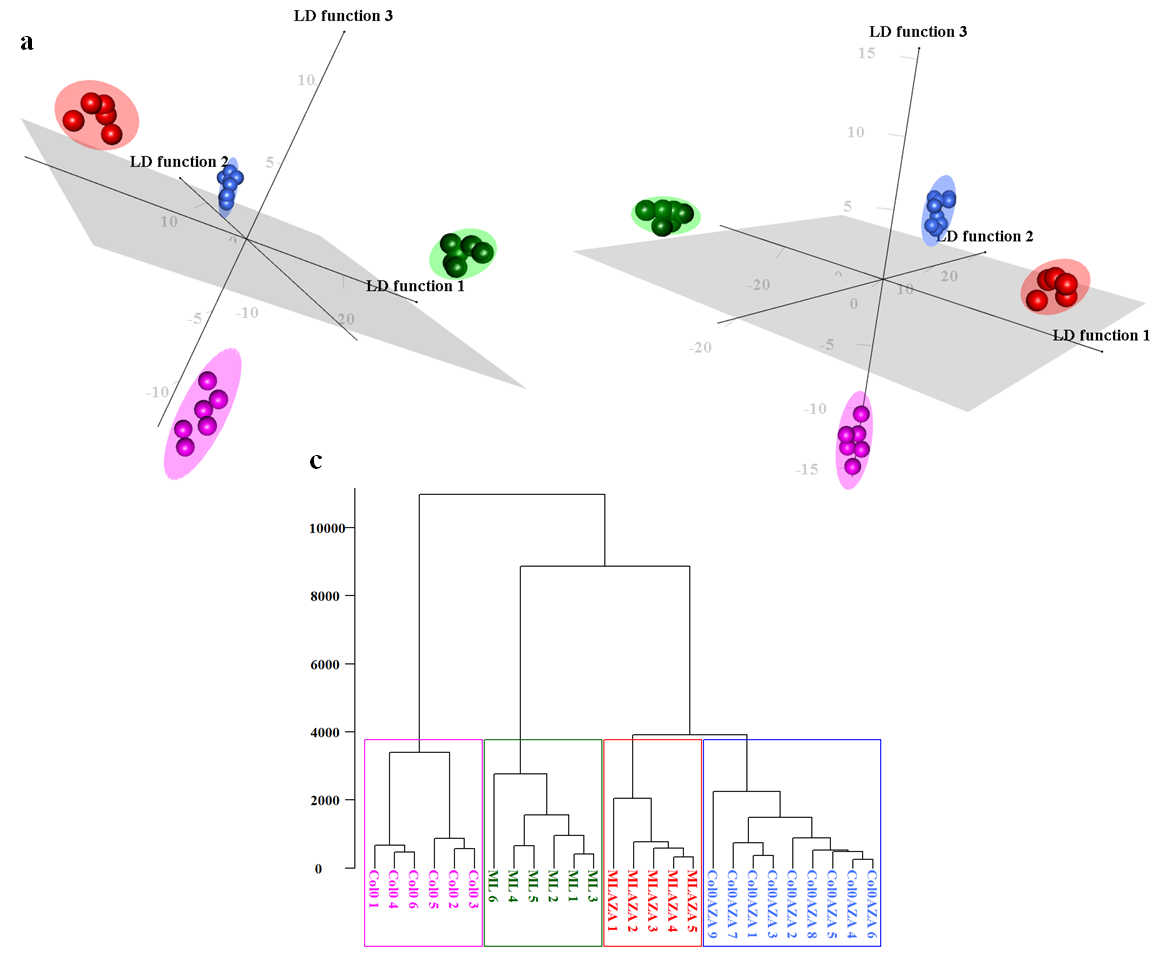 a
LD function 3
10
5
LD function 2
10
LD function 1
-5
-10
20
-10
LD function 3
15
10
5
LD function 2
20
10
0
0
-20
-20
-5
LD function 1
-10
-15
c
10000
8000
6000
4000
2000
0
Col0 1
Col0 4
Col0 6
Col0 5
Col0 2
Col0 3
ML 6
ML 4
ML 5
ML 2
ML 1
ML 3
MLAZA 1
MLAZA 2
MLAZA 3
MLAZA 4
MLAZA 5
Col0AZA 9
Col0AZA 7
Col0AZA 1
Col0AZA 3
Col0AZA 2
Col0AZA 8
Col0AZA 5
Col0AZA 4
Col0AZA 6